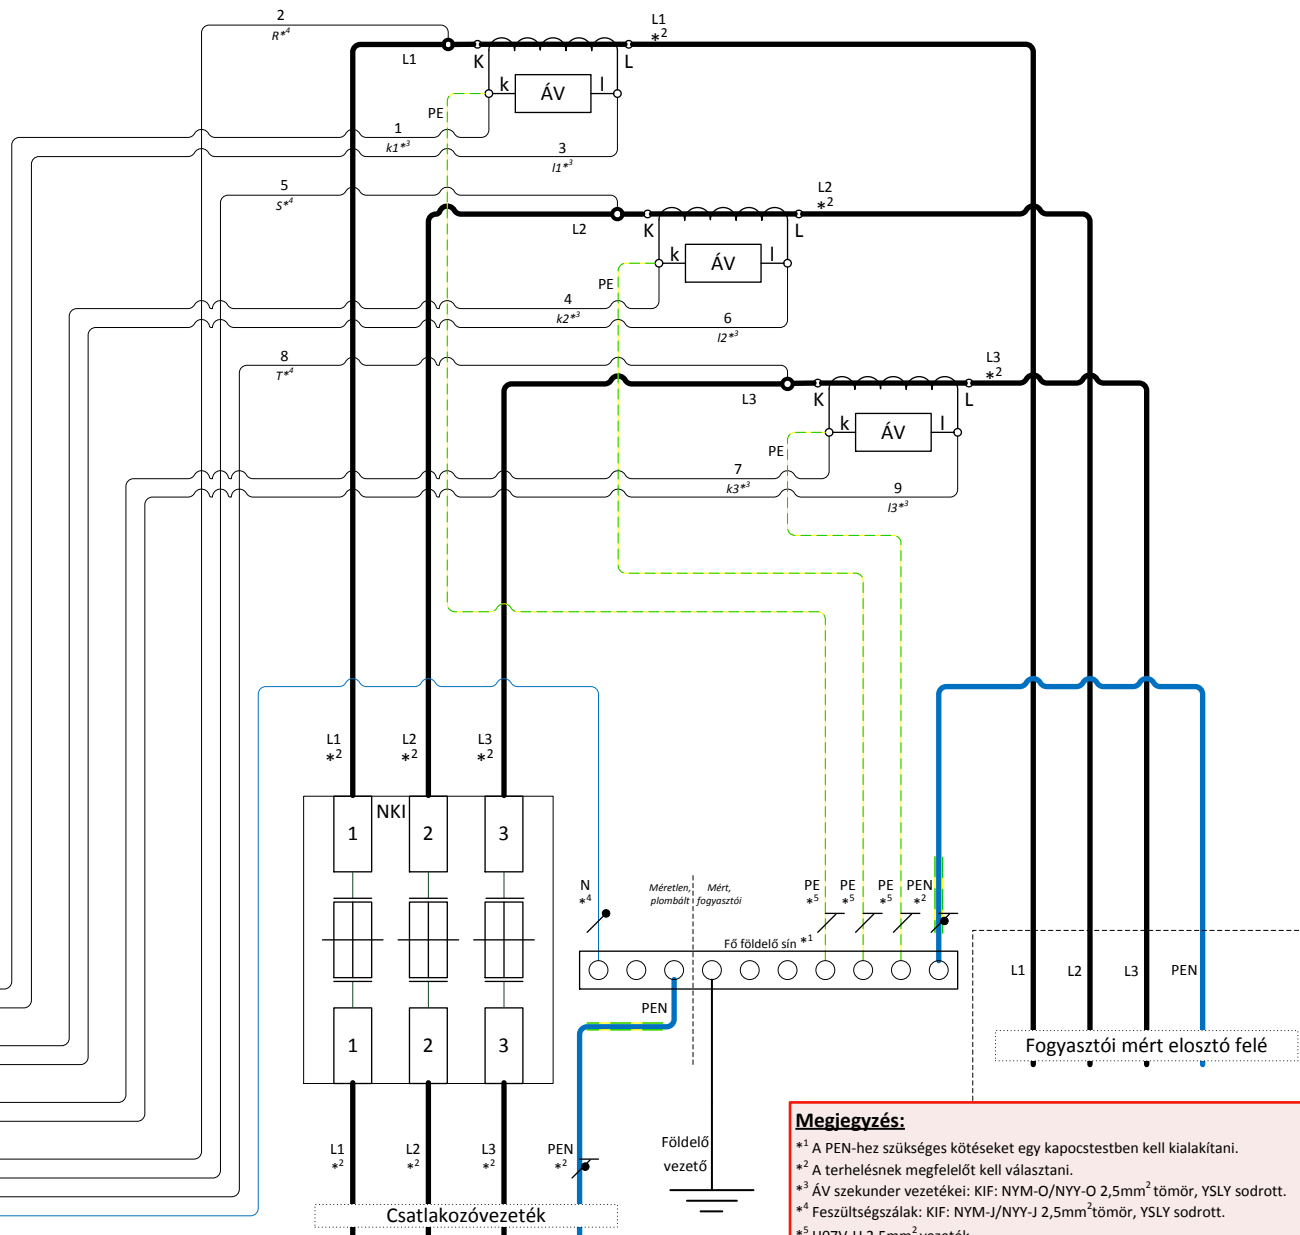 2
R*⁴
L1
*²
L1
K
L
k
ÁV
l
PE
1
k1*³
3
l1*³
5
S*⁴
L2
*²
L2
K
L
k
ÁV
l
PE
4
k2*³
6
l2*³
8
T*⁴
L3
*²
L3
K
L
k
ÁV
l
PE
7
k3*³
9
l3*³
L1
*²
L2
*²
L3
*²
NKI
1
2
3
1
2
3
N
*⁴
Méretlen,
plombált
Mért,
fogyasztói
PE
*⁵
PE
*⁵
PE
*⁵
PEN
*²
Fő földelő sín *¹
PEN
L1
L2
L3
PEN
Fogyasztói mért elosztó felé
L1
*²
L2
*²
L3
*²
PEN
*²
Földelő
vezető
Csatlakozóvezeték
Megjegyzés:
*¹ A PEN-hez szükséges kötéseket egy kapocstestben kell kialakítani.
*² A terhelésnek megfelelőt kell választani.
*³ ÁV szekunder vezetékei: KIF: NYM-O/NYY-O 2,5mm² tömör, YSLY sodrott.
*⁴ Feszültségszálak: KIF: NYM-J/NYY-J 2,5mm² tömör, YSLY sodrott.
*⁵ H07V-U 2,5mm² vezeték